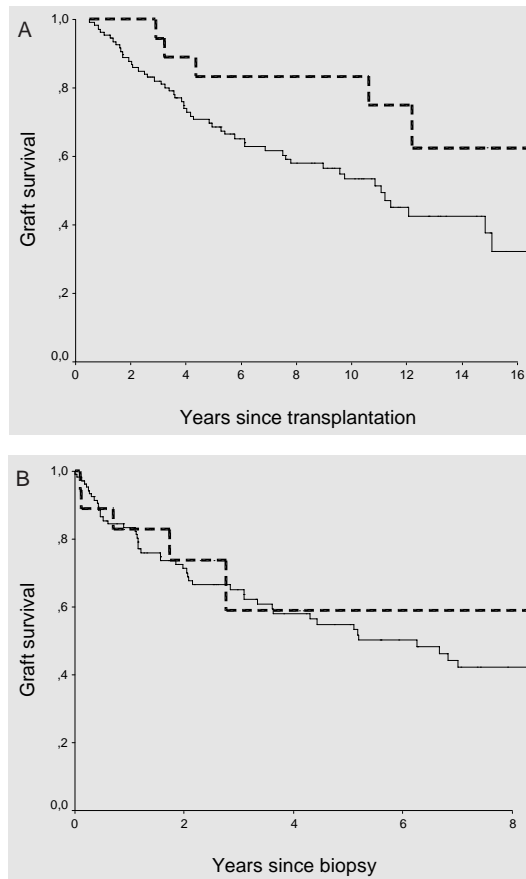 A
1,0
,8
,6
,4
,2
0,0
Graft survival
0 2 4 6 8 10 12 14 16
Years since transplantation
B
1,0
,8
,6
,4
,2
0,0
Graft survival
0 2 4 6 8
Years since biopsy